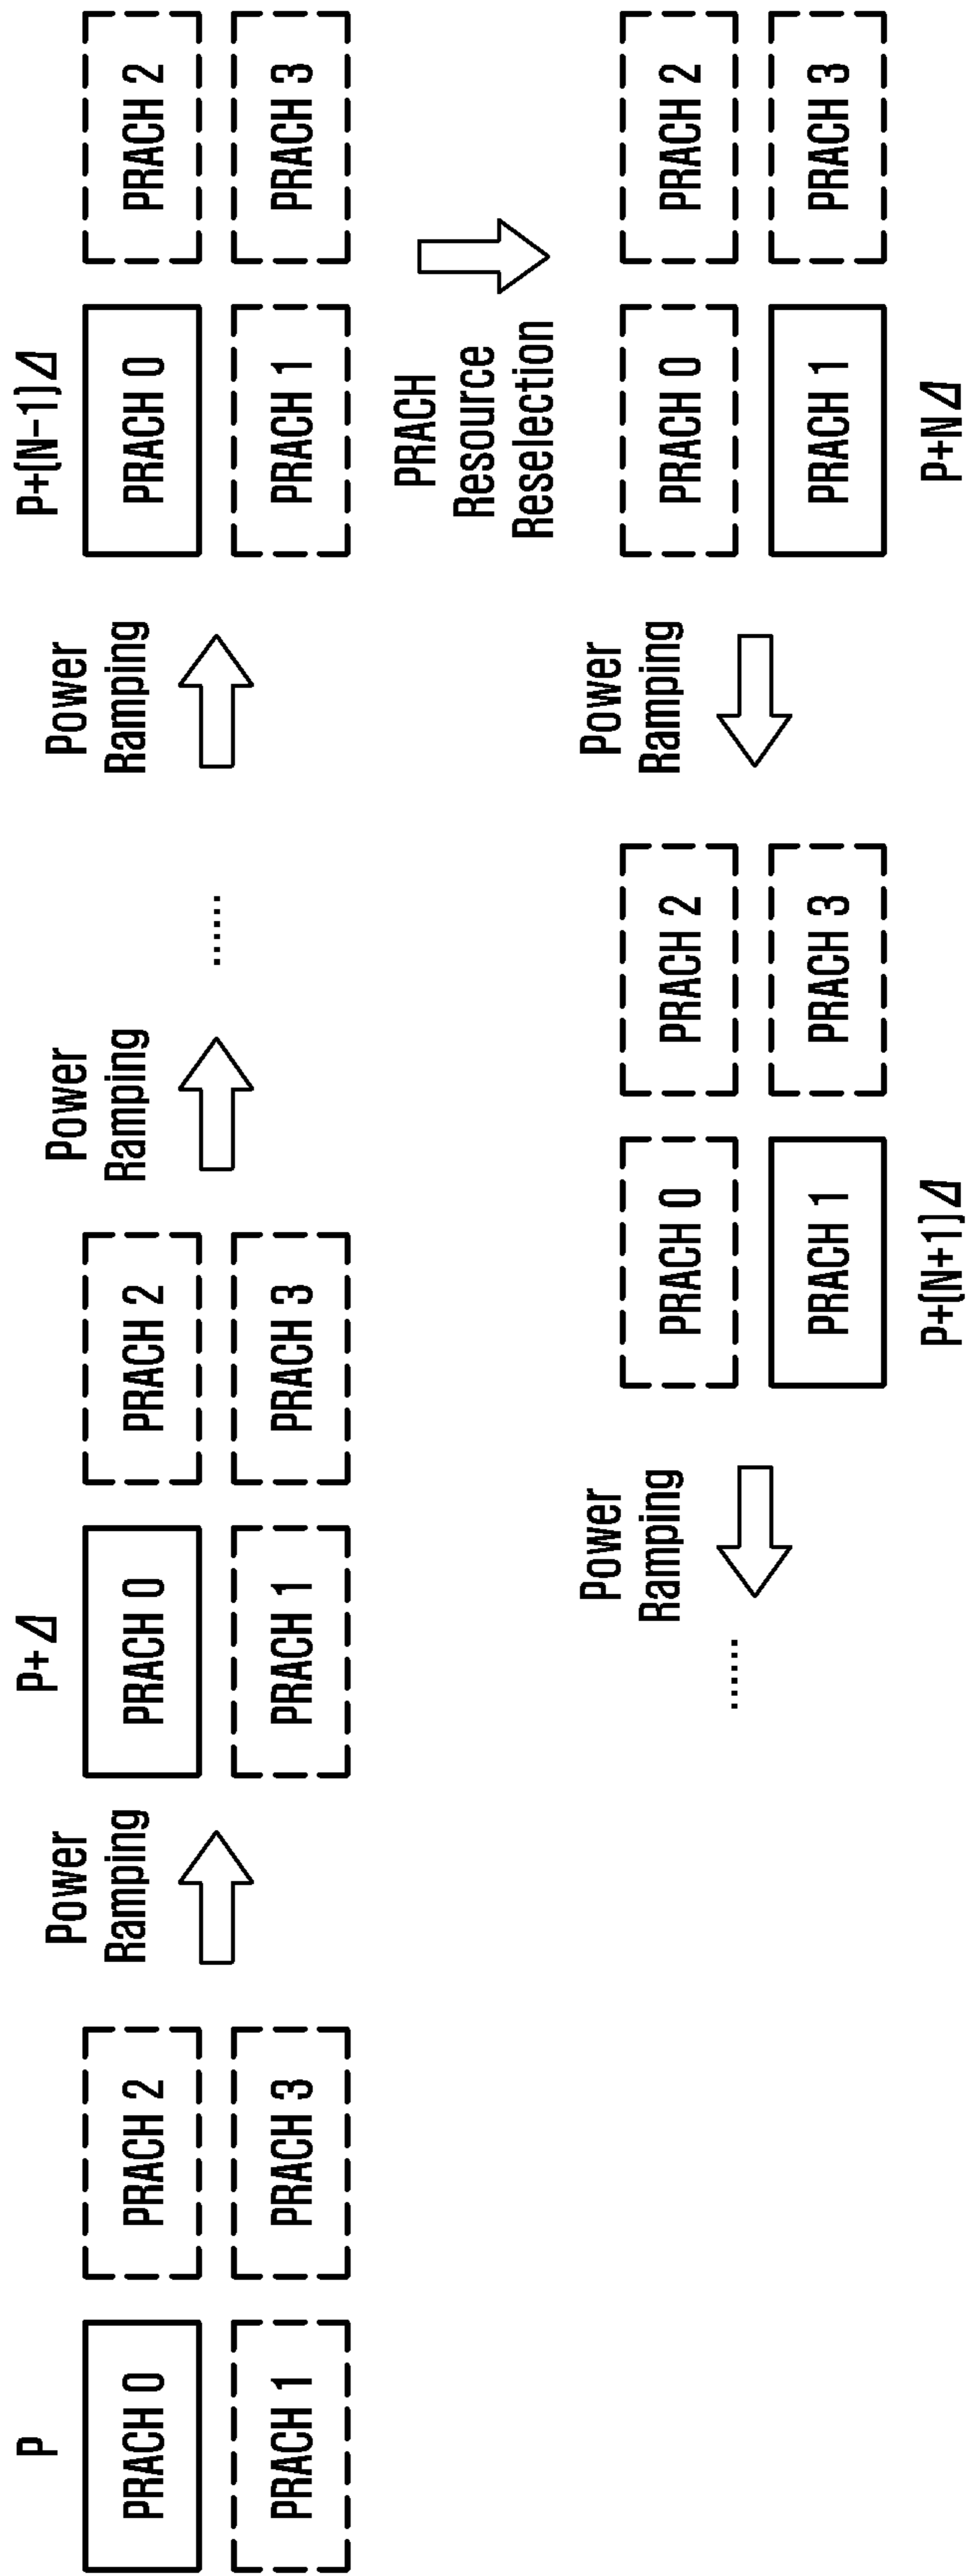 P
PRACH 0
PRACH 2
PRACH 1
PRACH 3
Power
Ramping
P+Δ
PRACH 0
PRACH 2
PRACH 1
PRACH 3
Power
Ramping
.....
Power
Ramping
P+(N-1)Δ
PRACH 0
PRACH 2
PRACH 1
PRACH 3
PRACH
Resource
Reselection
PRACH 0
PRACH 2
PRACH 1
PRACH 3
P+NΔ
Power
Ramping
PRACH 0
PRACH 2
PRACH 1
PRACH 3
P+(N+1)Δ
Power
Ramping
.....